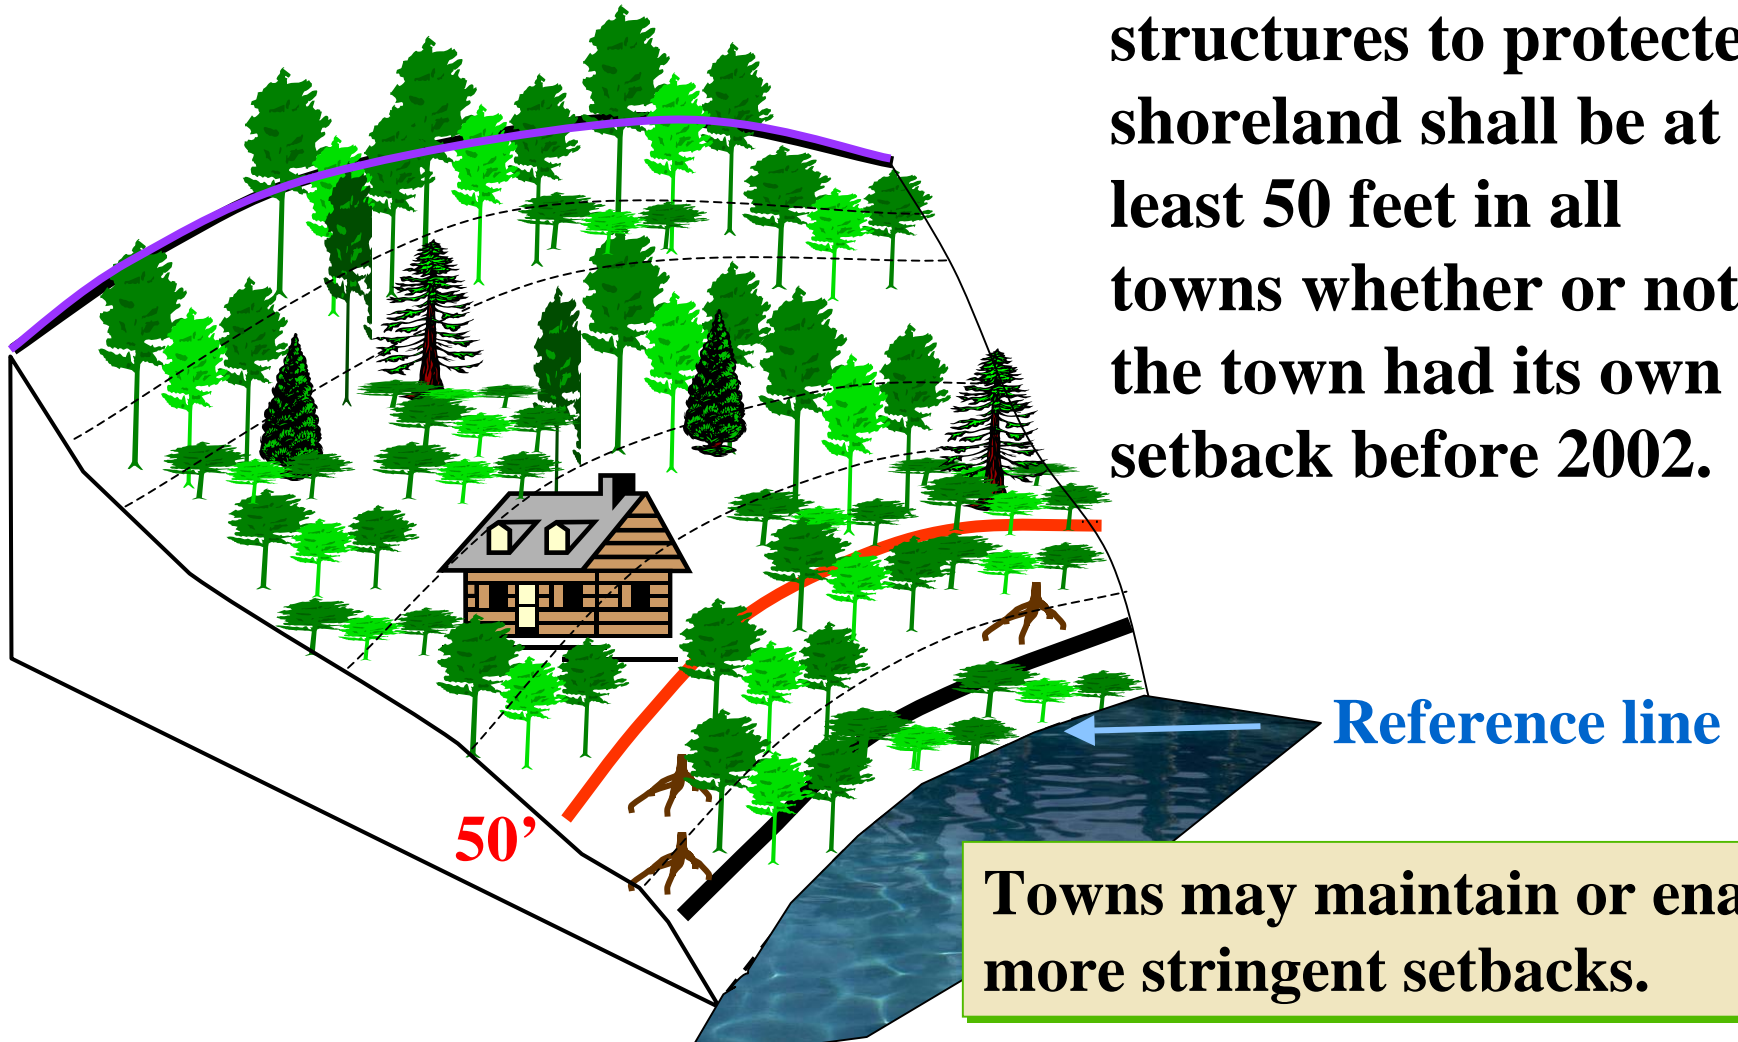 structures to protecte
shoreland shall be at
least 50 feet in all
towns whether or not
the town had its own
setback before 2002.
Reference line
50’
Towns may maintain or ena
more stringent setbacks.